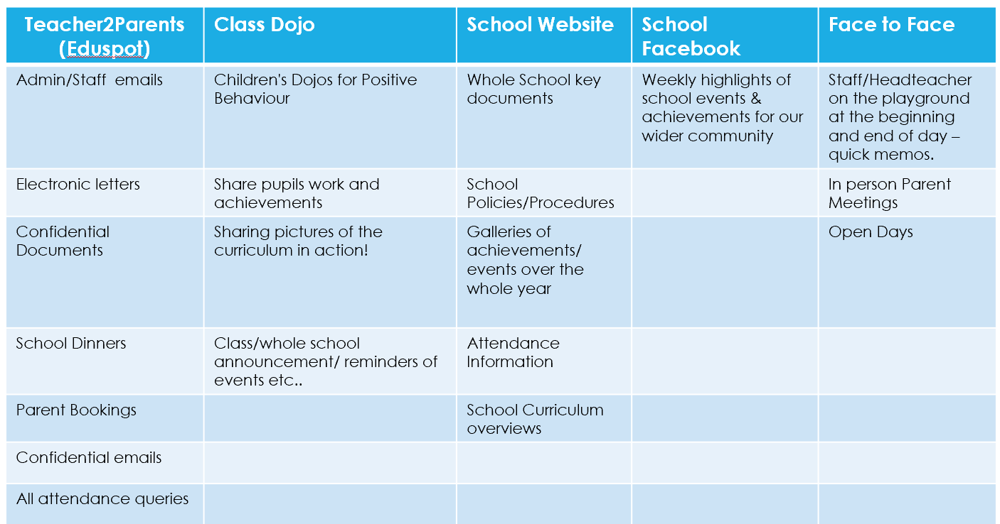 Teacher2Parents
(Eduspot)
Class Dojo
School Website
School
Facebook
Face to Face
Admin/Staff  emails
Children's Dojos for Positive
Behaviour
Whole School key
documents
Weekly highlights of
school events &
achievements for our
wider community
Staff/Headteacher
on the playground
at the beginning
and end of day –
quick memos.
Electronic letters
Share pupils work and
achievements
School
Policies/Procedures
In person Parent
Meetings
Confidential
Documents
Sharing pictures of the
curriculum in action!
Galleries of
achievements/
events over the
whole year
Open Days
School Dinners
Class/whole school
announcement/ reminders of
events etc..
Attendance
Information
Parent Bookings
School Curriculum
overviews
Confidential emails
All attendance queries